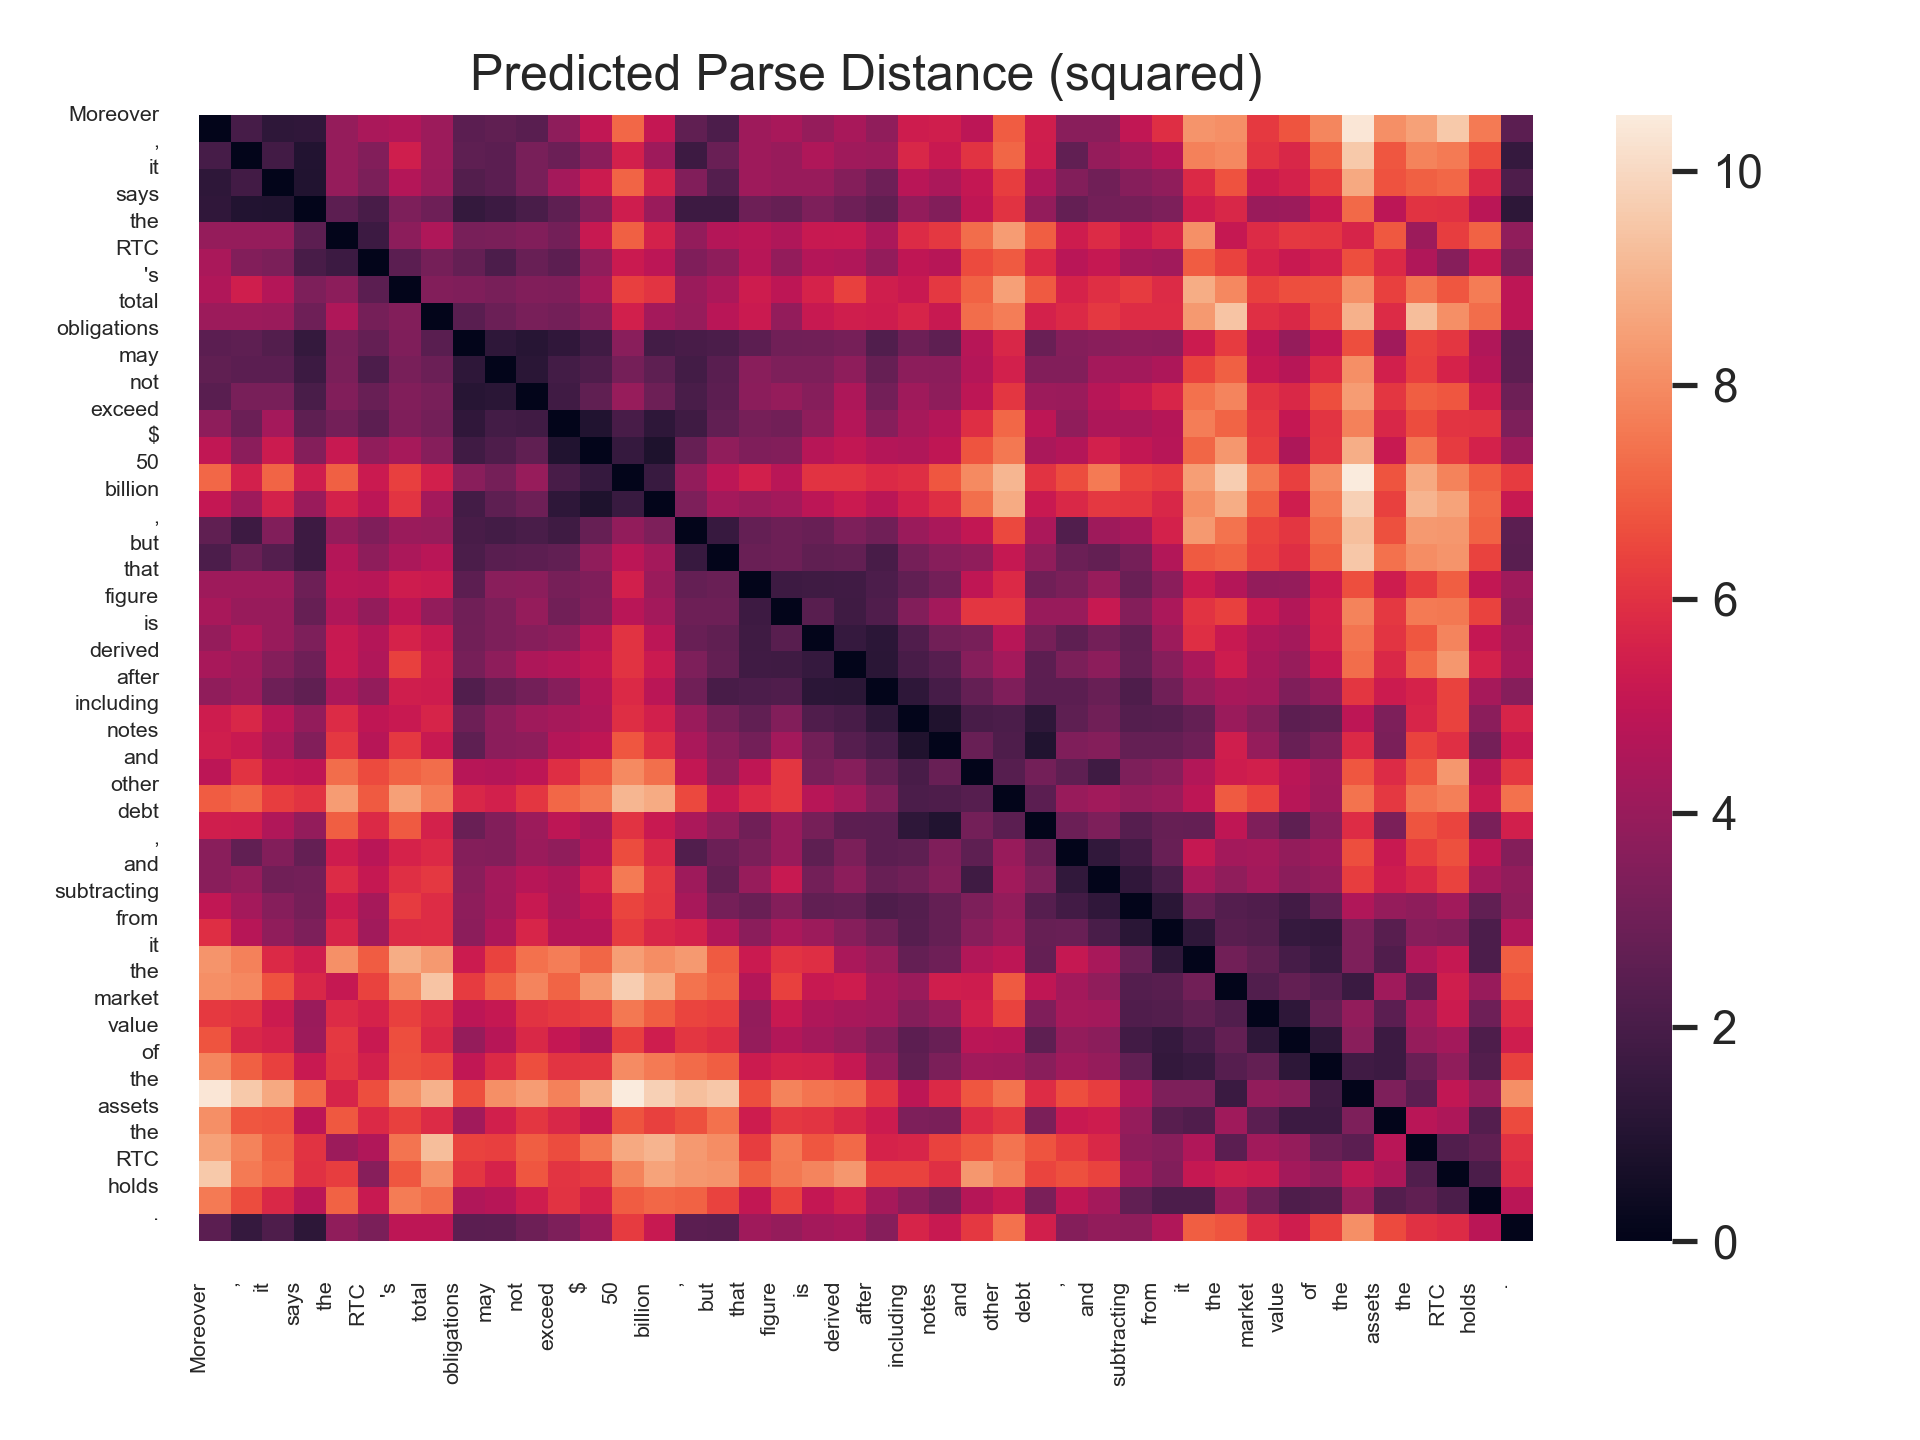 Predicted Parse Distance (squared)
Moreover
,
it
says
the
RTC
's
total
obligations
may
not
exceed
$
50
billion
,
but
that
figure
is
derived
after
including
notes
and
other
debt
,
and
subtracting
from
it
the
market
value
of
the
assets
the
RTC
holds
.
10
8
6
4
2
0
Moreover
,
it
says
the
RTC
's
total
obligations
may
not
exceed
$
50
billion
,
but
that
figure
is
derived
after
including
notes
and
other
debt
,
and
subtracting
from
it
the
market
value
of
the
assets
the
RTC
holds
.